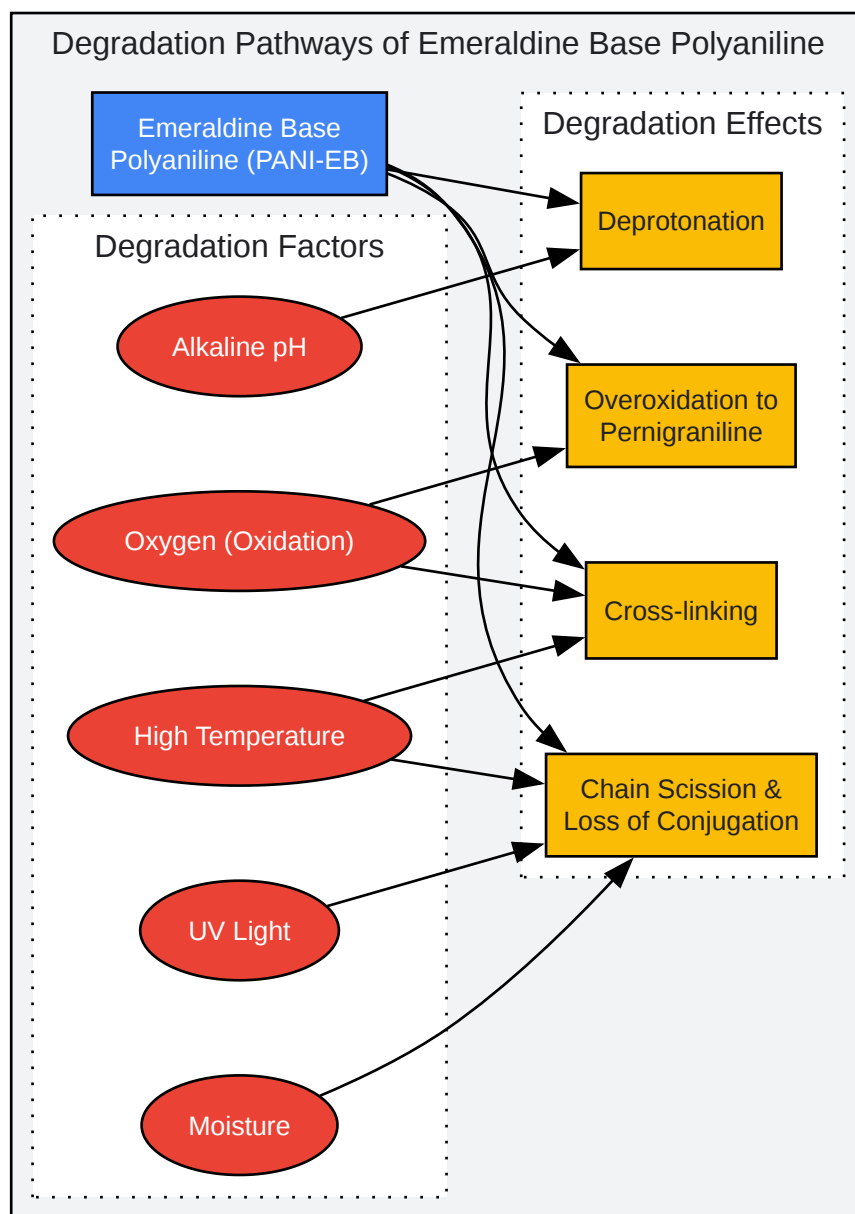 Degradation Pathways of Emeraldine Base Polyaniline
Emeraldine Base
Polyaniline (PANI-EB)
Degradation Factors
Alkaline pH
Oxygen (Oxidation)
High Temperature
UV Light
Moisture
Degradation Effects
Deprotonation
Overoxidation to
Pernigraniline
Cross-linking
Chain Scission &
Loss of Conjugation